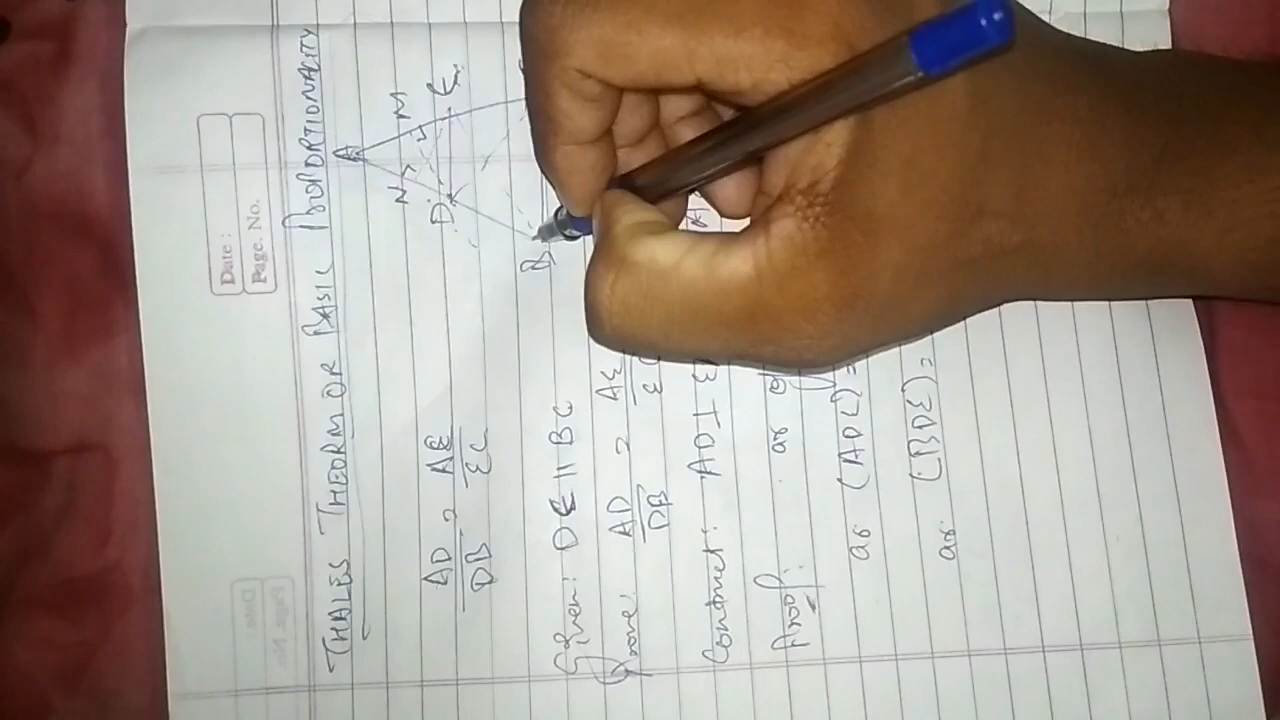 Date :
Page. No.
THALES THEORM OR BASIC PROPORTIONALITY
A
N M
D E
B
AD = AE
DB EC
Given: DE || BC
Prove: AD = AE
DB E
Construct: AD ⊥ E
Proof: ar of
ar (ADE) =
ar (BDE) =